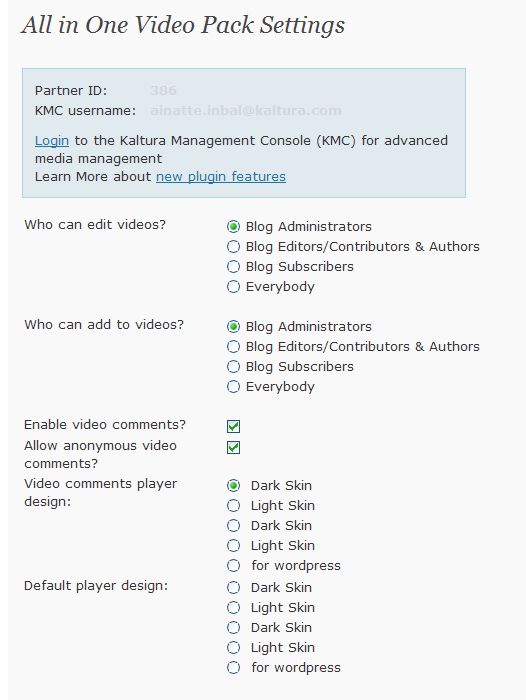 All in One Video Pack Settings
Partner ID: 386
KMC username: ainatte.inbal@kaltura.com
Login to the Kaltura Management Console (KMC) for advanced
media management
Learn More about new plugin features
Who can edit videos? Blog Administrators
Blog Editors/Contributors & Authors
Blog Subscribers
Everybody
Who can add to videos? Blog Administrators
Blog Editors/Contributors & Authors
Blog Subscribers
Everybody
Enable video comments?
Allow anonymous video
comments?
Video comments player
design:
Dark Skin
Light Skin
Dark Skin
Light Skin
for wordpress
Default player design: Dark Skin
Light Skin
Dark Skin
Light Skin
for wordpress